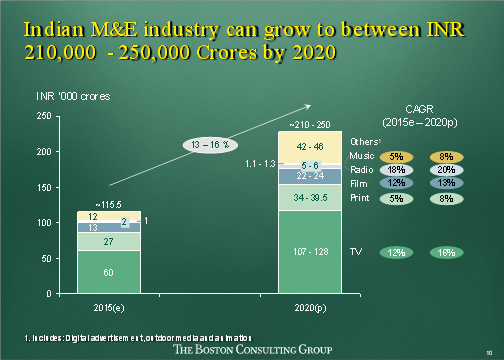 Indian M&E industry can grow to between INR
210,000 - 250,000 Crores by 2020
INR '000 crores
CAGR
(2015e – 2020p)
250
200
150
100
50
0
13 – 16 %
~115.5
12
2
1
13
27
60
2015(e)
~210 - 250
42 - 46
1.1 - 1.3
5 - 6
22 - 24
34 - 39.5
107 - 128
2020(p)
Others¹
Music 5% 8%
Radio 18% 20%
Film 12% 13%
Print 5% 8%
TV 12% 16%
1. Includes: Digital advertisement, outdoor media and animation
THE BOSTON CONSULTING GROUP